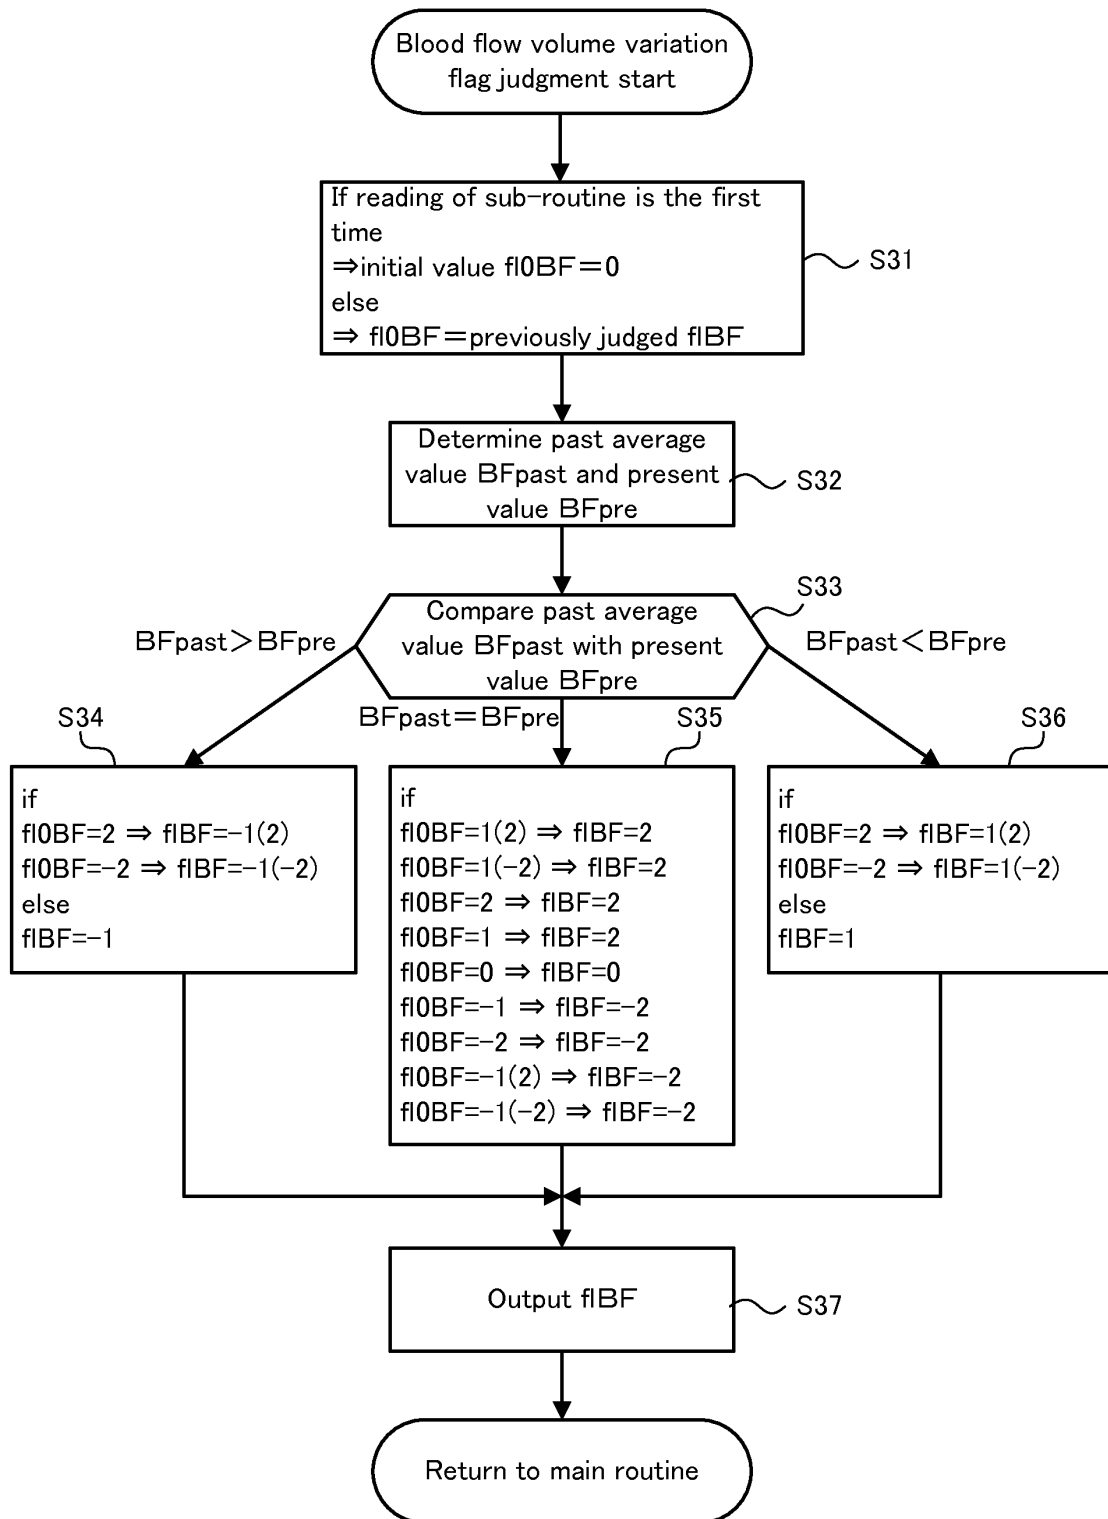 Blood flow volume variation
flag judgment start
If reading of sub-routine is the first
time
⇒initial value fl0BF=0
else
⇒ fl0BF=previously judged flBF
S31
Determine past average
value BFpast and present
value BFpre
S32
Compare past average
value BFpast with present
value BFpre
S33
BFpast>BFpre
BFpast=BFpre
BFpast<BFpre
S34
if
fl0BF=2 ⇒ flBF=-1(2)
fl0BF=-2 ⇒ flBF=-1(-2)
else
flBF=-1
S35
if
fl0BF=1(2) ⇒ flBF=2
fl0BF=1(-2) ⇒ flBF=2
fl0BF=2 ⇒ flBF=2
fl0BF=1 ⇒ flBF=2
fl0BF=0 ⇒ flBF=0
fl0BF=-1 ⇒ flBF=-2
fl0BF=-2 ⇒ flBF=-2
fl0BF=-1(2) ⇒ flBF=-2
fl0BF=-1(-2) ⇒ flBF=-2
S36
if
fl0BF=2 ⇒ flBF=1(2)
fl0BF=-2 ⇒ flBF=1(-2)
else
flBF=1
Output flBF
S37
Return to main routine